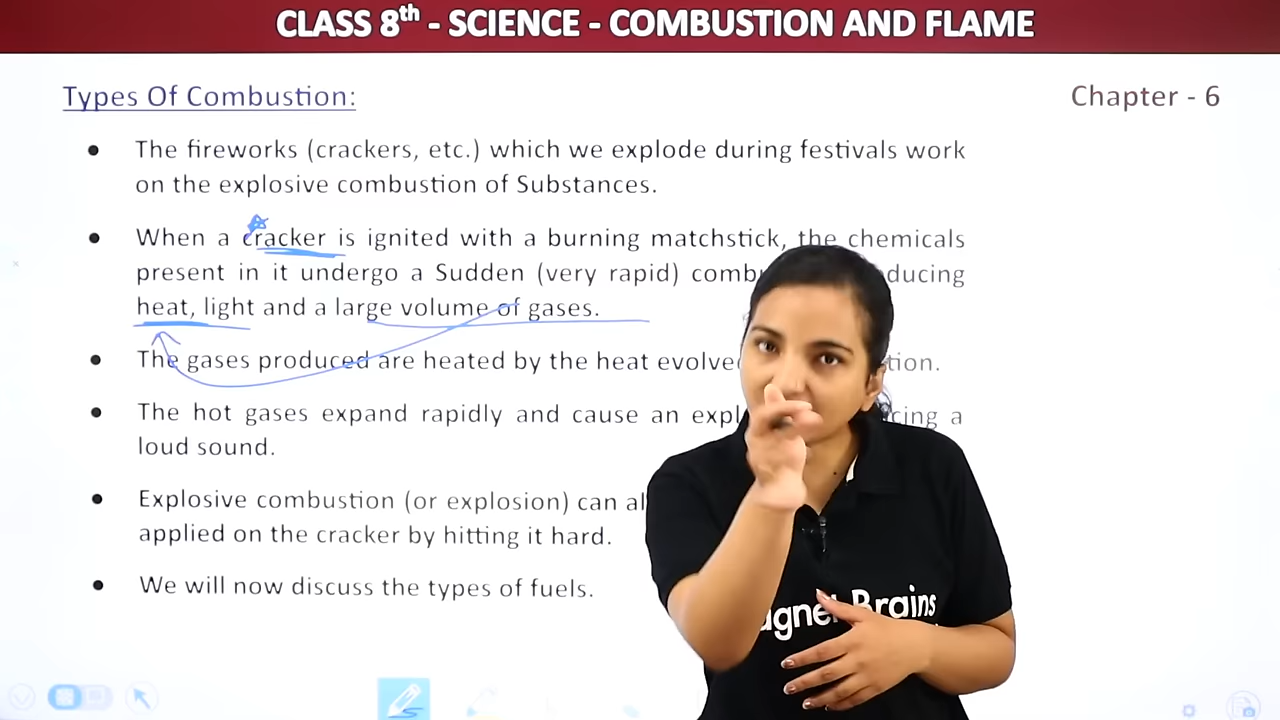 CLASS 8th - SCIENCE - COMBUSTION AND FLAME
Types Of Combustion:
Chapter - 6
The fireworks (crackers, etc.) which we explode during festivals work
on the explosive combustion of Substances.
When a cracker is ignited with a burning matchstick, the chemicals
present in it undergo a Sudden (very rapid)
heat, light and a large volume of gases.
The gases produced are heated by the heat
The hot gases expand rapidly and cause an
loud sound.
Explosive combustion (or explosion) can
applied on the cracker by hitting it hard.
We will now discuss the types of fuels.
Brains